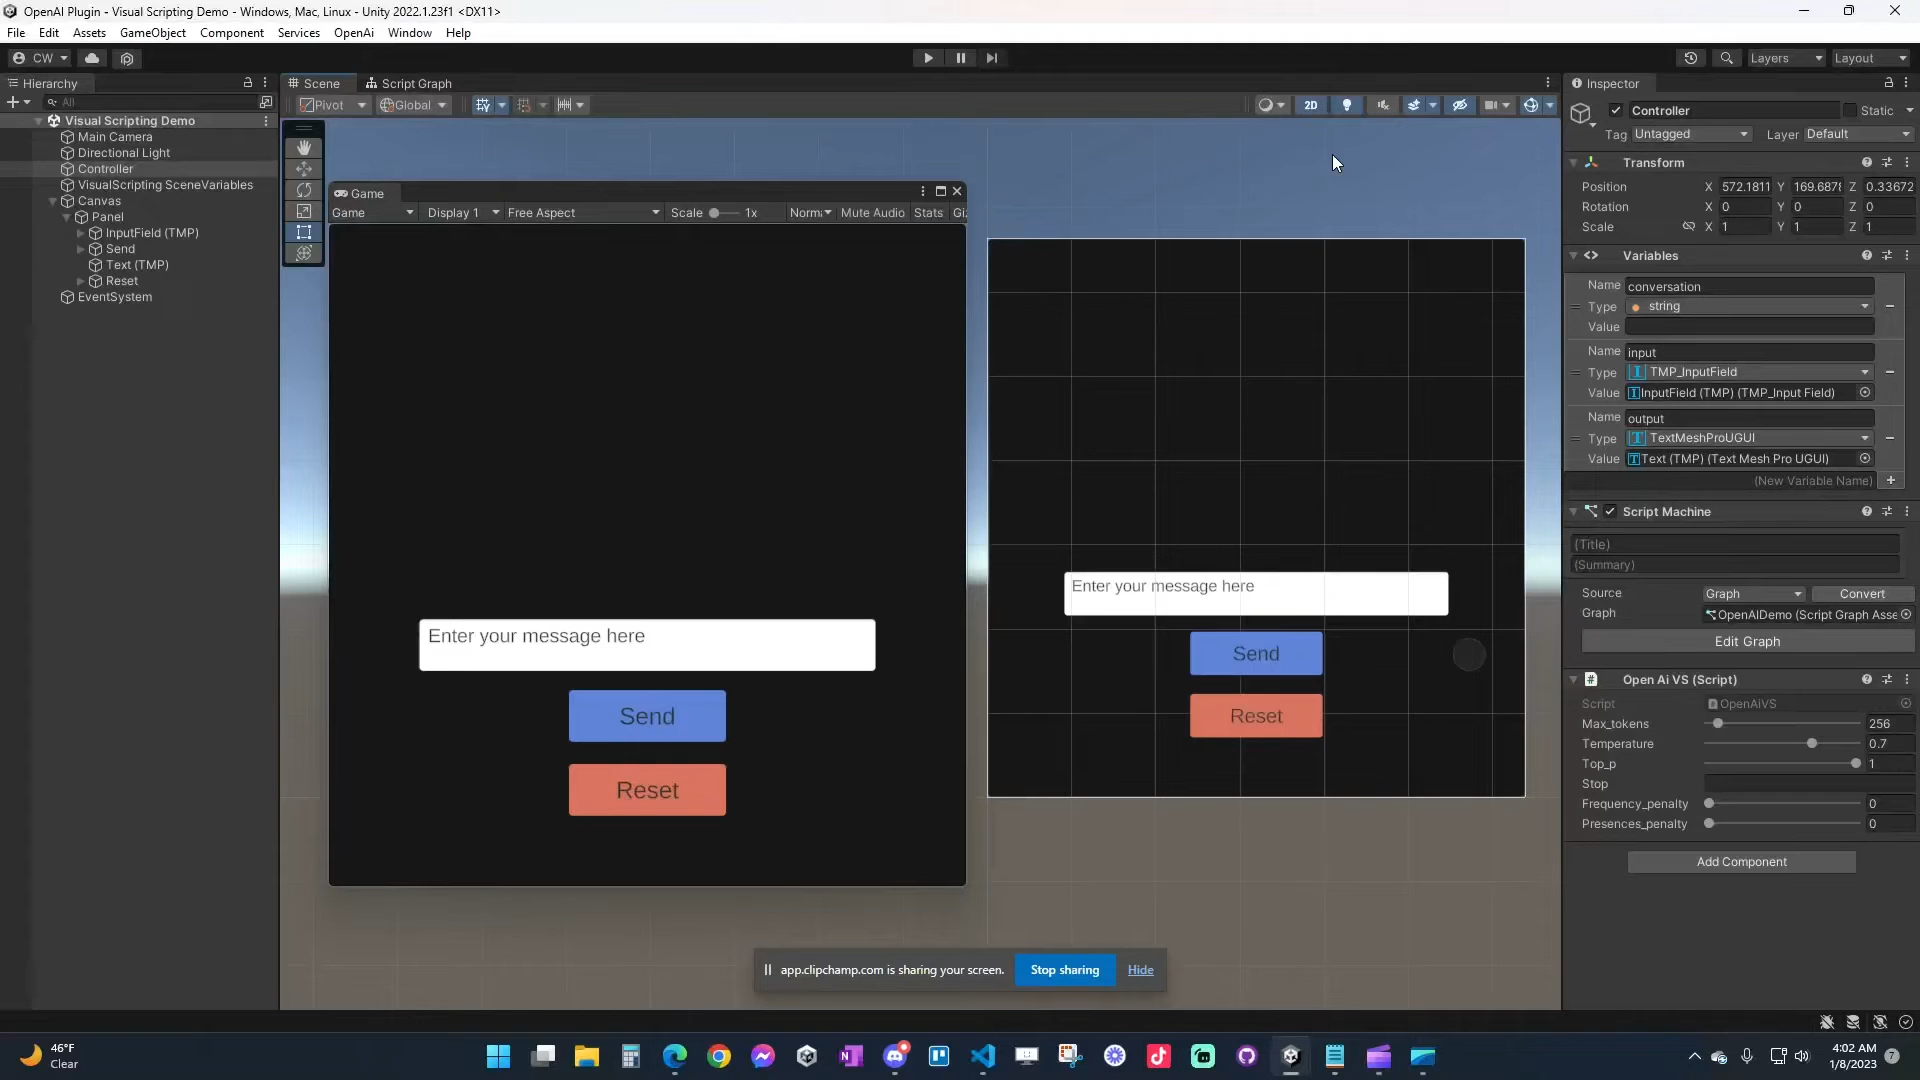 OpenAI Plugin - Visual Scripting Demo - Windows, Mac, Linux - Unity 2022.1.23f1 <DX11>
File Edit Assets GameObject Component Services OpenAi Window Help
CW Layers Layout
Hierarchy
All
Visual Scripting Demo
Main Camera
Directional Light
Controller
VisualScripting SceneVariables
Canvas
Panel
InputField (TMP)
Send
Text (TMP)
Reset
EventSystem
Scene Script Graph
Pivot Global 2D
Game
Game Display 1 Free Aspect Scale 1x Norm Mute Audio Stats Gi
Enter your message here
Send
Reset
Enter your message here
Send
Reset
Inspector
Controller Static
Tag Untagged Layer Default
Transform
Position X 572.1811 Y 169.6878 Z 0.33672
Rotation X 0 Y 0 Z 0
Scale X 1 Y 1 Z 1
Variables
Name conversation
Type string
Value
Name input
Type TMP_InputField
Value InputField (TMP) (TMP_Input Field)
Name output
Type TextMeshProUGUI
Value Text (TMP) (Text Mesh Pro UGUI)
(New Variable Name)
Script Machine
(Title)
(Summary)
Source Graph Convert
Graph OpenAIDemo (Script Graph Asse
Edit Graph
# Open Ai VS (Script)
Script OpenAiVS
Max_tokens 256
Temperature 0.7
Top_p 1
Stop
Frequency_penalty 0
Presences_penalty 0
Add Component
app.clipchamp.com is sharing your screen. Stop sharing Hide
46°F
Clear
4:02 AM
1/8/2023
7